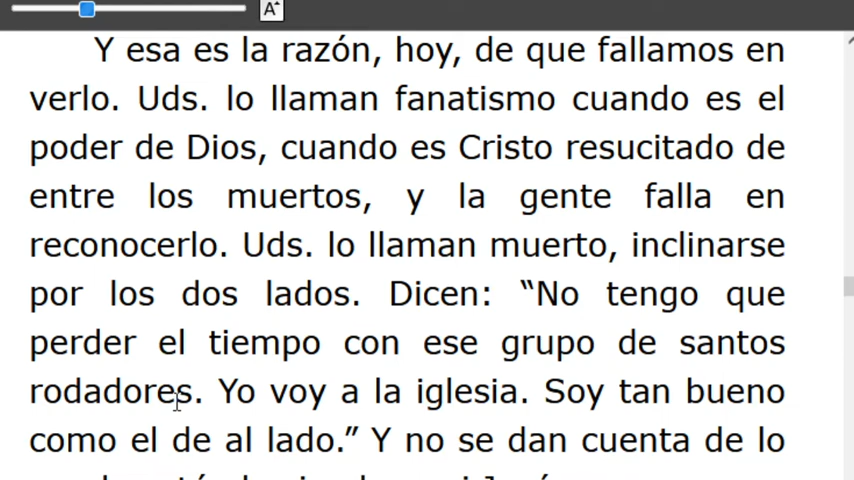 A
Y esa es la razón, hoy, de que fallamos en
verlo. Uds. lo llaman fanatismo cuando es el
poder de Dios, cuando es Cristo resucitado de
entre los muertos, y la gente falla en
reconocerlo. Uds. lo llaman muerto, inclinarse
por los dos lados. Dicen: “No tengo que
perder el tiempo con ese grupo de santos
rodadores. Yo voy a la iglesia. Soy tan bueno
como el de al lado.” Y no se dan cuenta de lo